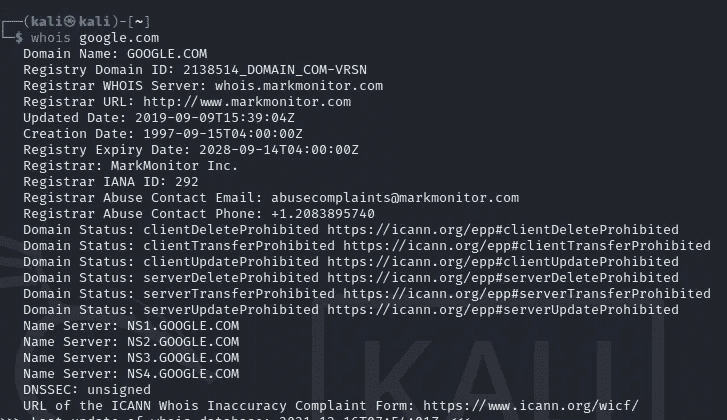 ┌──(kali㉿kali)-[~]
└─$ whois google.com
Domain Name: GOOGLE.COM
Registry Domain ID: 2138514_DOMAIN_COM-VRSN
Registrar WHOIS Server: whois.markmonitor.com
Registrar URL: http://www.markmonitor.com
Updated Date: 2019-09-09T15:39:04Z
Creation Date: 1997-09-15T04:00:00Z
Registry Expiry Date: 2028-09-14T04:00:00Z
Registrar: MarkMonitor Inc.
Registrar IANA ID: 292
Registrar Abuse Contact Email: abusecomplaints@markmonitor.com
Registrar Abuse Contact Phone: +1.2083895740
Domain Status: clientDeleteProhibited https://icann.org/epp#clientDeleteProhibited
Domain Status: clientTransferProhibited https://icann.org/epp#clientTransferProhibited
Domain Status: clientUpdateProhibited https://icann.org/epp#clientUpdateProhibited
Domain Status: serverDeleteProhibited https://icann.org/epp#serverDeleteProhibited
Domain Status: serverTransferProhibited https://icann.org/epp#serverTransferProhibited
Domain Status: serverUpdateProhibited https://icann.org/epp#serverUpdateProhibited
Name Server: NS1.GOOGLE.COM
Name Server: NS2.GOOGLE.COM
Name Server: NS3.GOOGLE.COM
Name Server: NS4.GOOGLE.COM
DNSSEC: unsigned
URL of the ICANN Whois Inaccuracy Complaint Form: https://www.icann.org/wicf/
>>> Last update of whois database: <<<
KALI